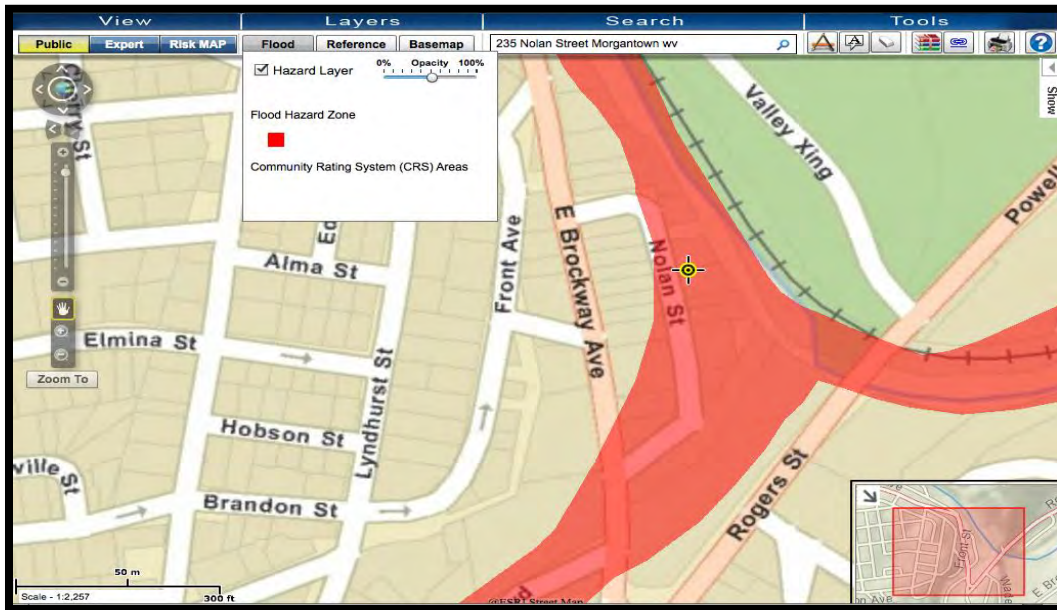 View Layers Search Tools
Public Expert Risk MAP Flood Reference Basemap 235 Nolan Street Morgantown wv
Hazard Layer 0% Opacity 100%
Flood Hazard Zone
Community Rating System (CRS) Areas
Show
Valley Xing
Powell
Ed
Alma St
Front Ave
E Brockway Ave
Nolan St
Elmina St
Zoom To
Lyndhurst St
Hobson St
ville St
Brandon St
Rogers St
50 m
Scale - 1:2,257 300 ft
©ESRI Street Map
Front St